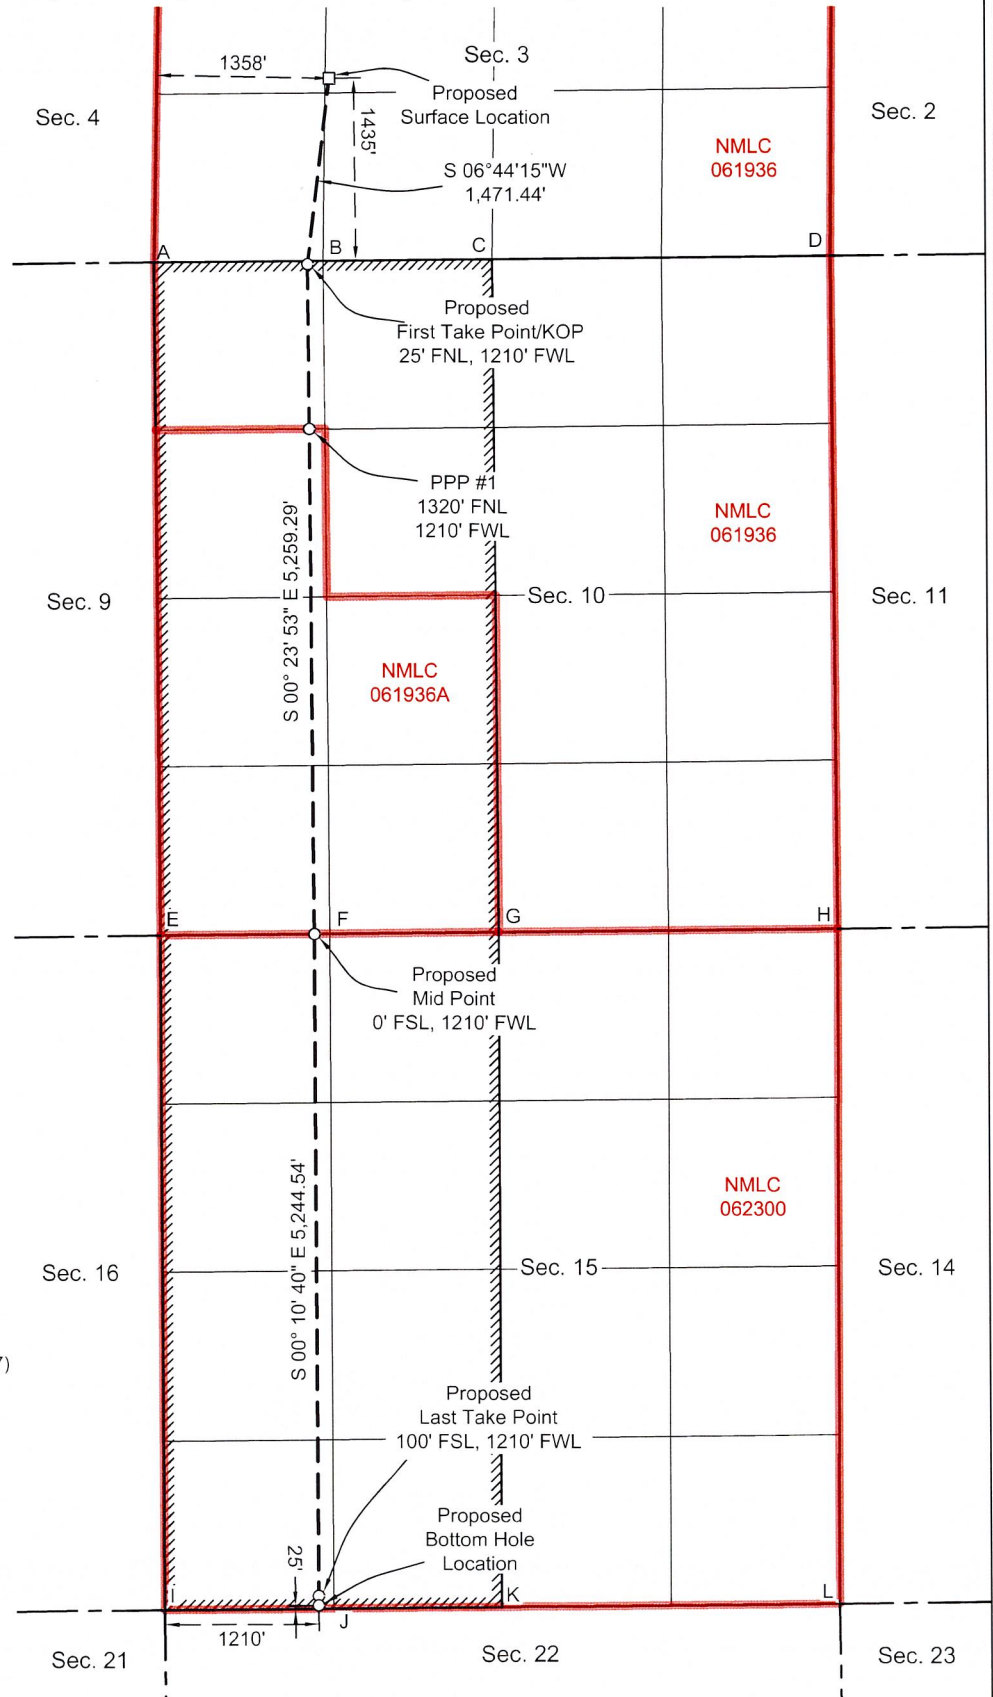 Sec. 3
1358'
Proposed
Surface Location
Sec. 4
1435'
Sec. 2
NMLC
061936
S 06°44'15"W
1,471.44'
A
B
C
D
Proposed
First Take Point/KOP
25' FNL, 1210' FWL
PPP #1
1320' FNL
1210' FWL
NMLC
061936
S 00° 23' 53" E 5,259.29'
Sec. 9
Sec. 10
Sec. 11
NMLC
061936A
E
F
G
H
Proposed
Mid Point
0' FSL, 1210' FWL
S 00° 10' 40" E 5,244.54'
NMLC
062300
Sec. 16
Sec. 15
Sec. 14
Proposed
Last Take Point
100' FSL, 1210' FWL
Proposed
Bottom Hole
Location
25'
I
J
K
L
1210'
Sec. 21
Sec. 22
Sec. 23